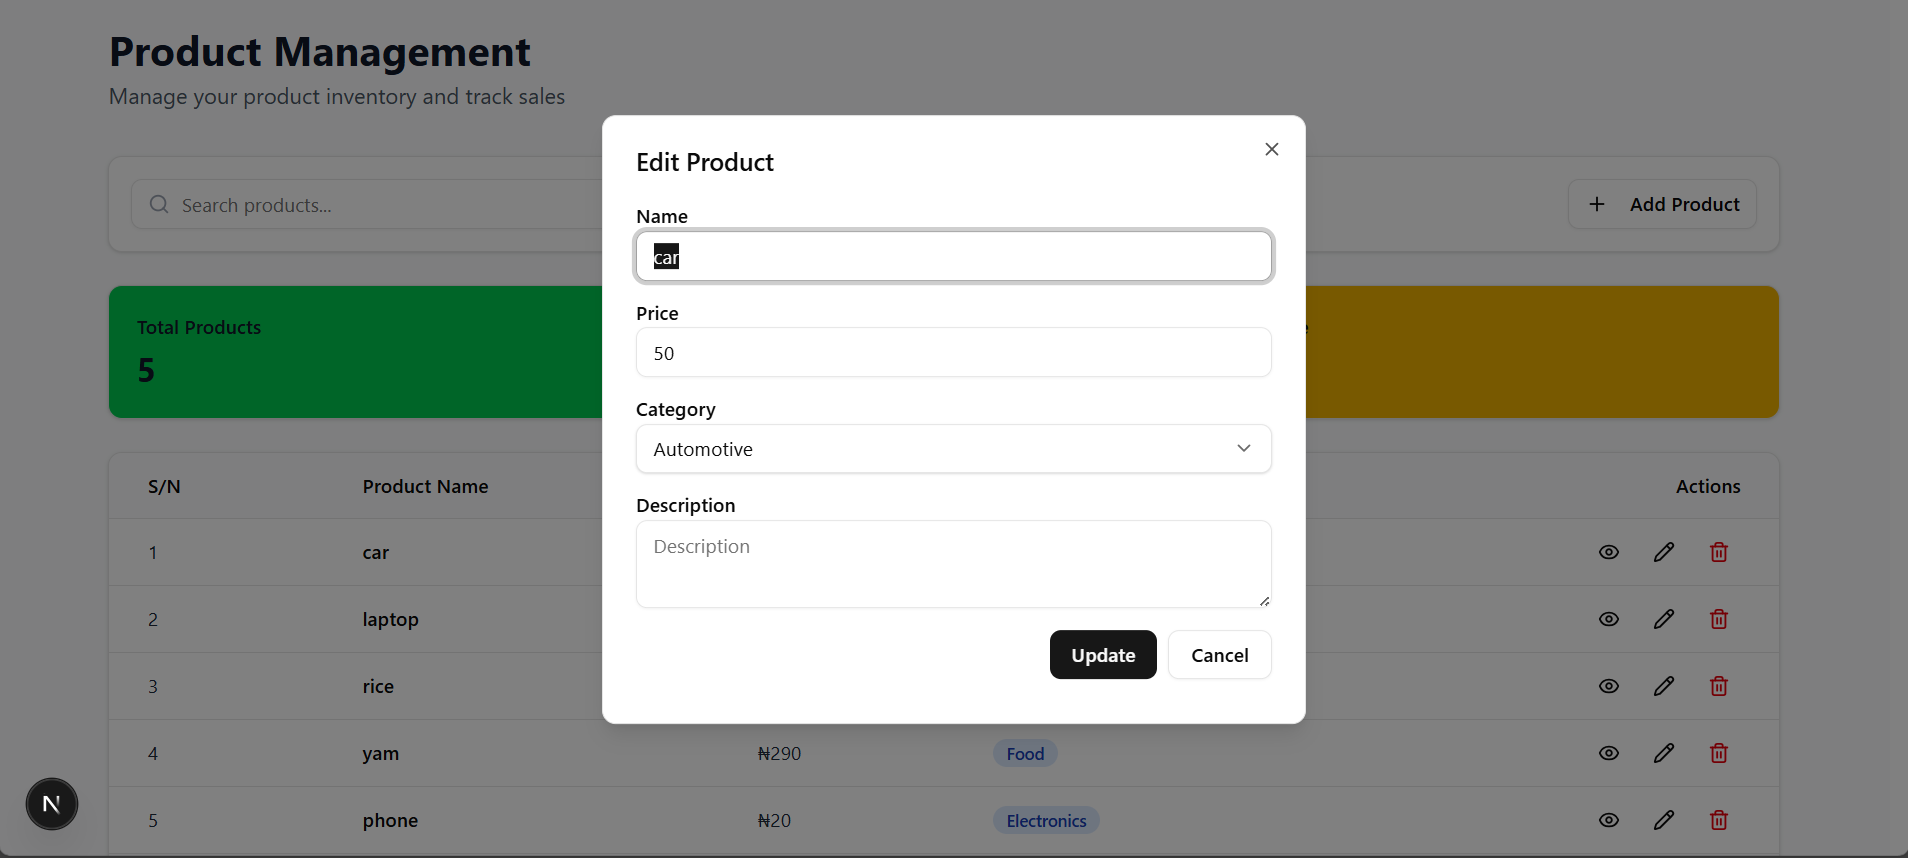 Product Management
Manage your product inventory and track sales
Search products...
Add Product
Total Products
5
Edit Product
Name
car
Price
50
Category
Automotive
Description
Description
Update
Cancel
S/N Product Name Actions
1 car
2 laptop
3 rice
4 yam ₦290 Food
5 phone ₦20 Electronics
N